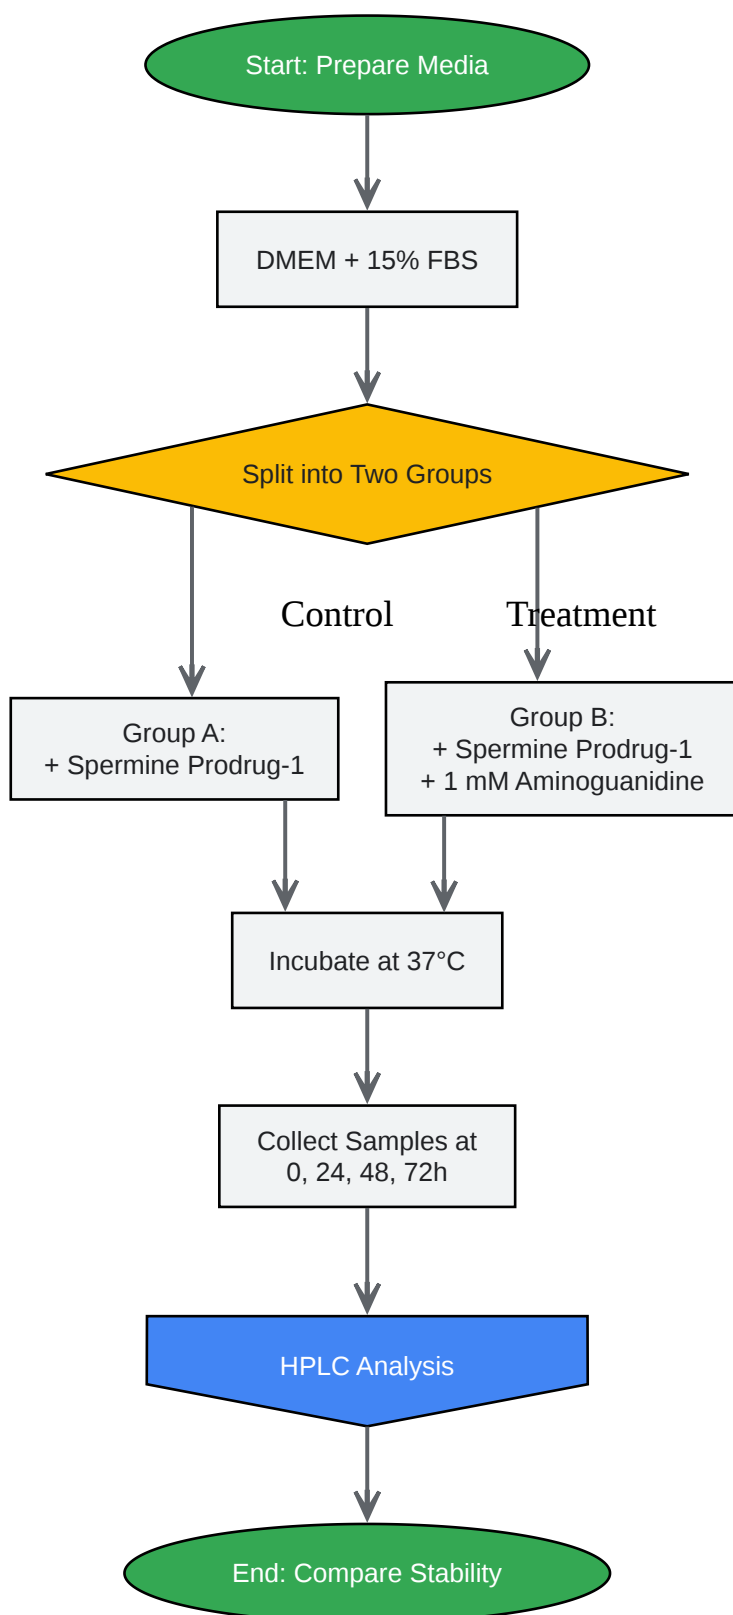 Start: Prepare Media
DMEM + 15% FBS
Split into Two Groups
Control
Treatment
Group A:
+ Spermine Prodrug-1
Group B:
+ Spermine Prodrug-1
+ 1 mM Aminoguanidine
Incubate at 37°C
Collect Samples at
0, 24, 48, 72h
HPLC Analysis
End: Compare Stability